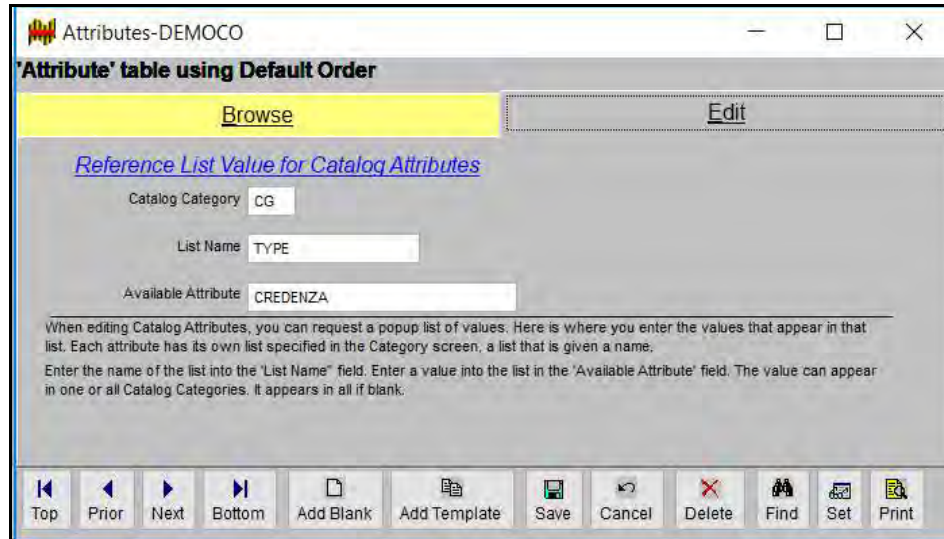 Attributes-DEMOCO
'Attribute' table using Default Order
Browse
Edit
Reference List Value for Catalog Attributes
Catalog Category CG
List Name TYPE
Available Attribute CREDENZA
When editing Catalog Attributes, you can request a popup list of values. Here is where you enter the values that appear in that
list. Each attribute has its own list specified in the Category screen, a list that is given a name.
Enter the name of the list into the 'List Name" field. Enter a value into the list in the 'Available Attribute' field. The value can appear
in one or all Catalog Categories. It appears in all if blank.
Top Prior Next Bottom Add Blank Add Template Save Cancel Delete Find Set Print